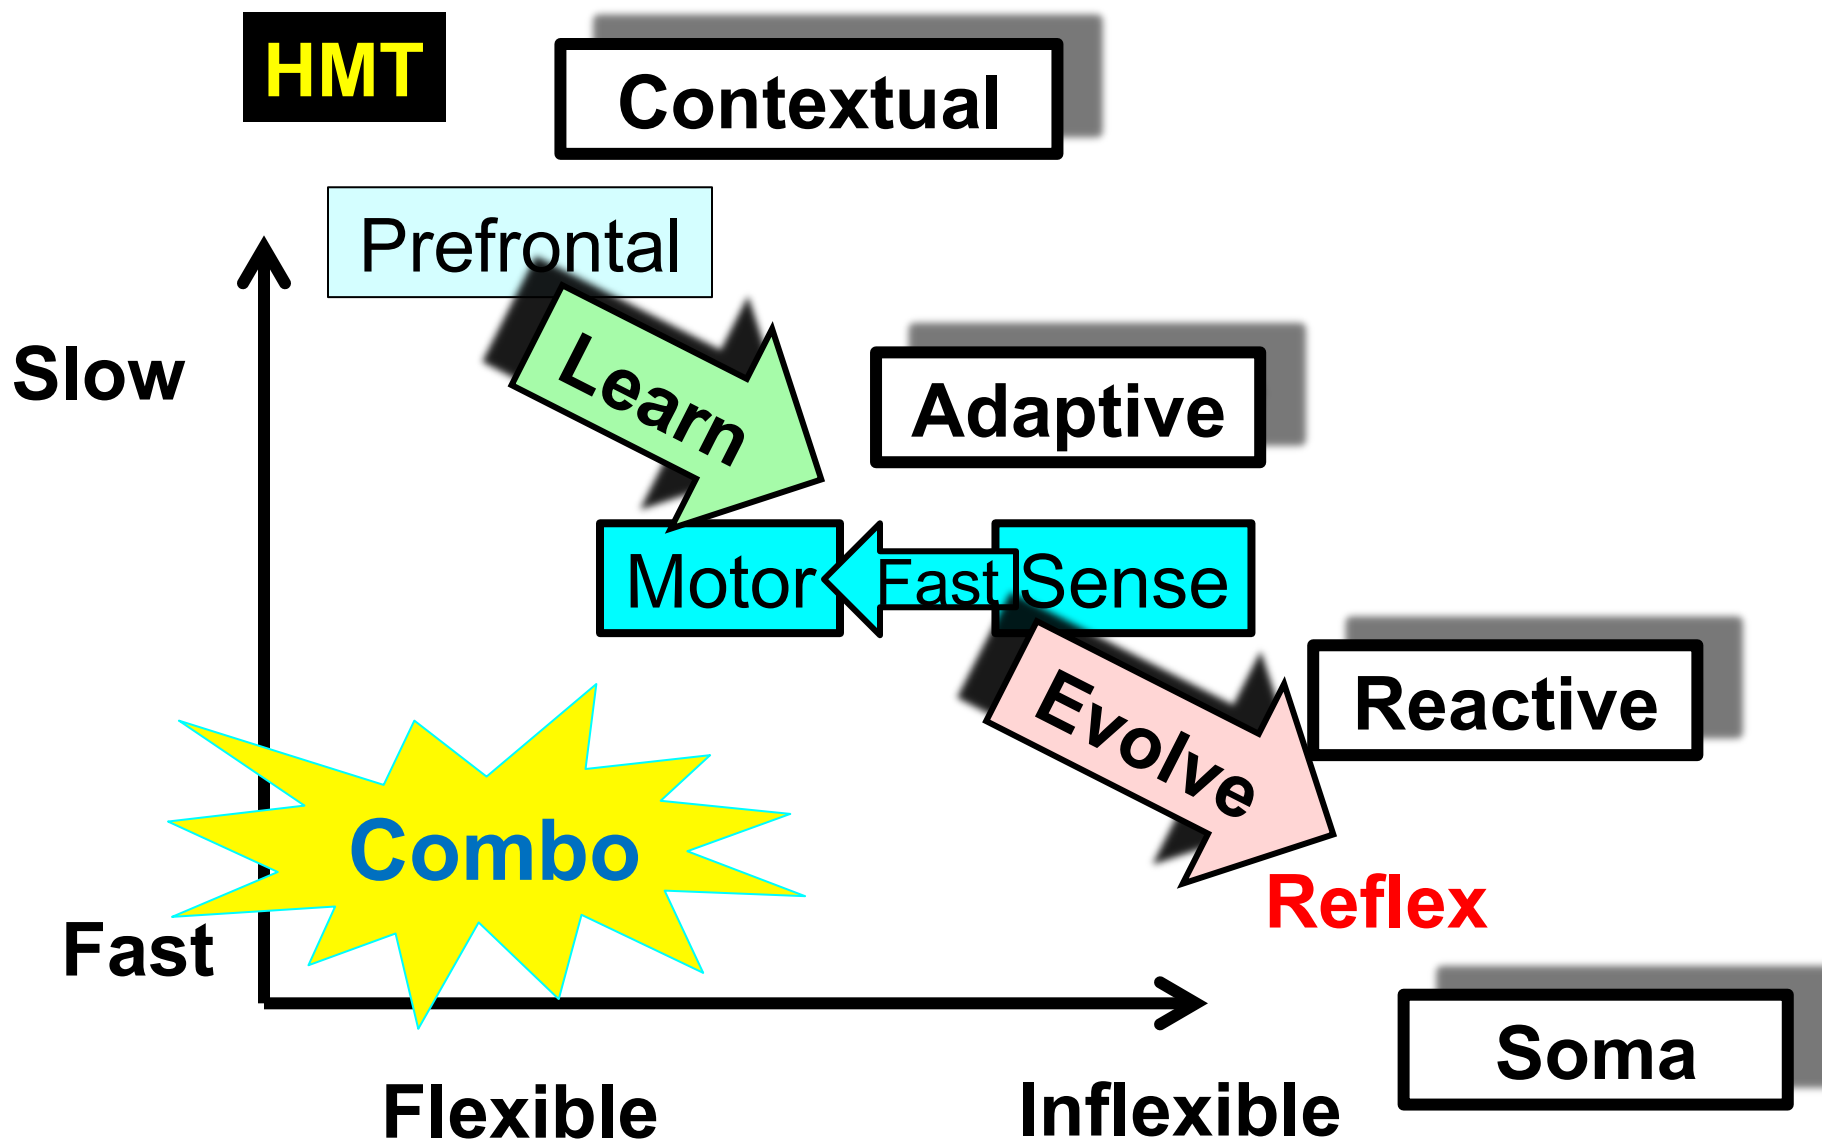 HMT
Contextual
Prefrontal
Slow
Learn
Adaptive
Motor
Fast
Sense
Evolve
Reactive
Combo
Reflex
Fast
Soma
Flexible
Inflexible